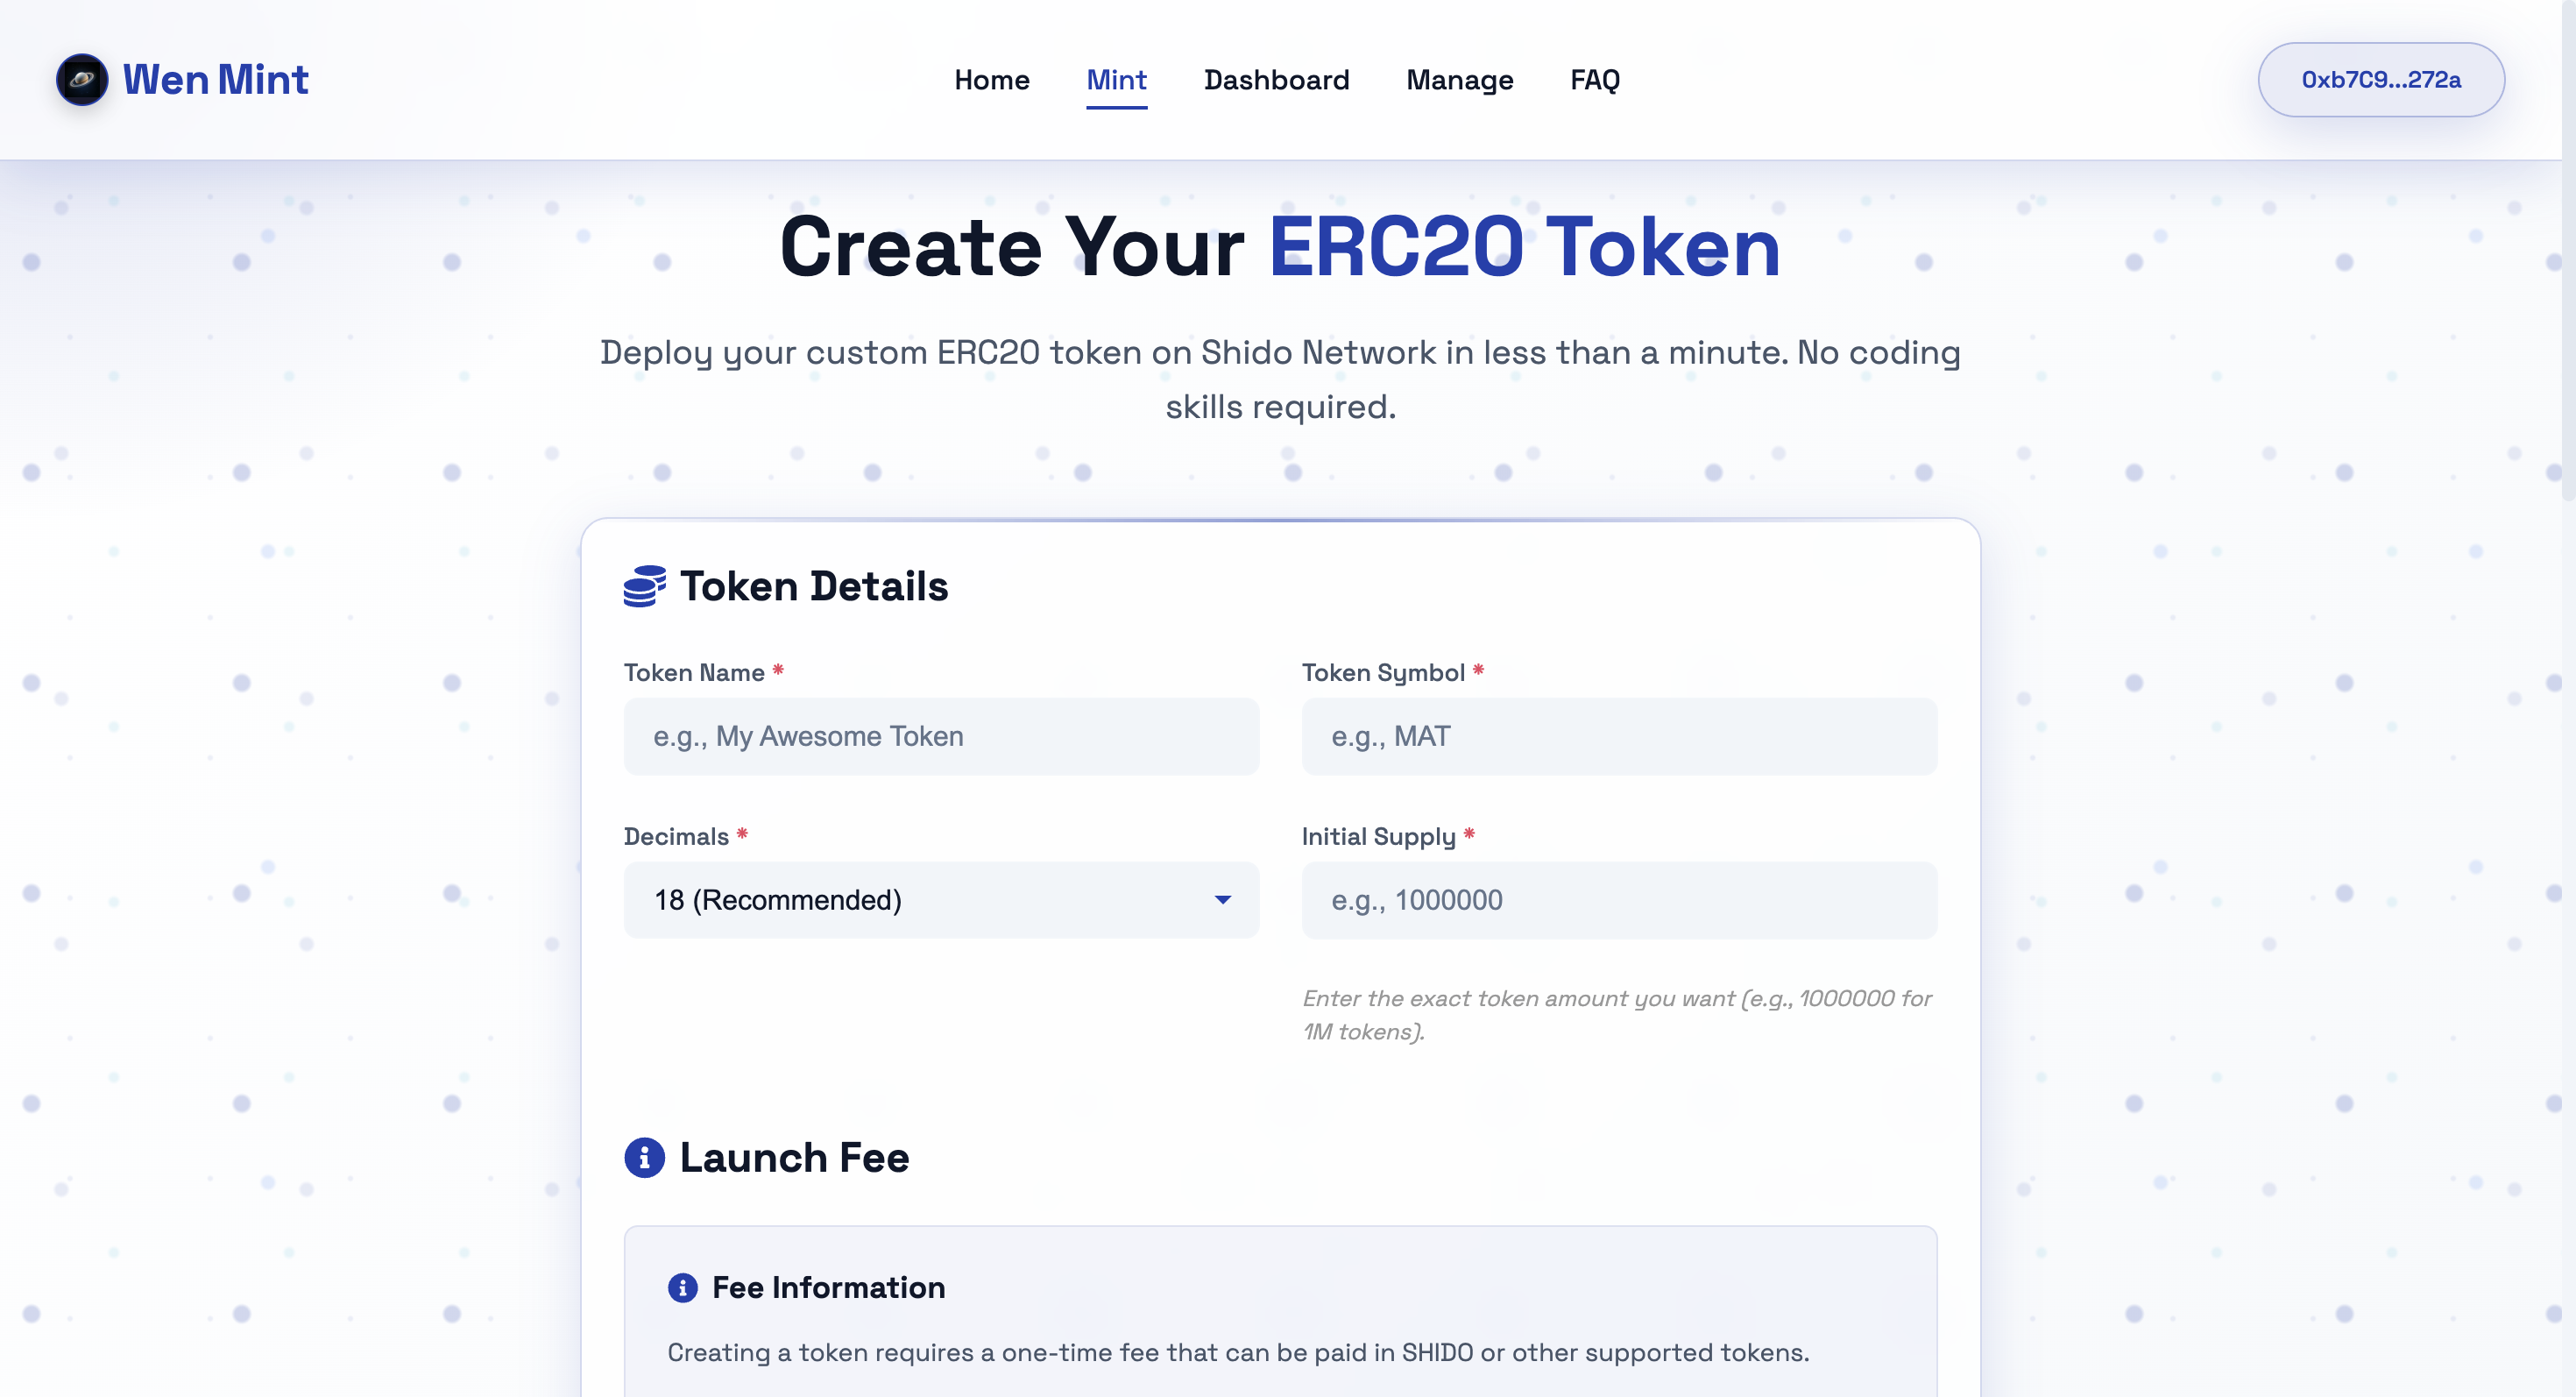 Wen Mint
Home
Mint
Dashboard
Manage
FAQ
0xb7C9...272a
Create Your ERC20 Token
Deploy your custom ERC20 token on Shido Network in less than a minute. No coding
skills required.
Token Details
Token Name *
Token Symbol *
e.g., My Awesome Token
e.g., MAT
Decimals *
Initial Supply *
18 (Recommended)
e.g., 1000000
Enter the exact token amount you want (e.g., 1000000 for
1M tokens).
Launch Fee
Fee Information
Creating a token requires a one-time fee that can be paid in SHIDO or other supported tokens.